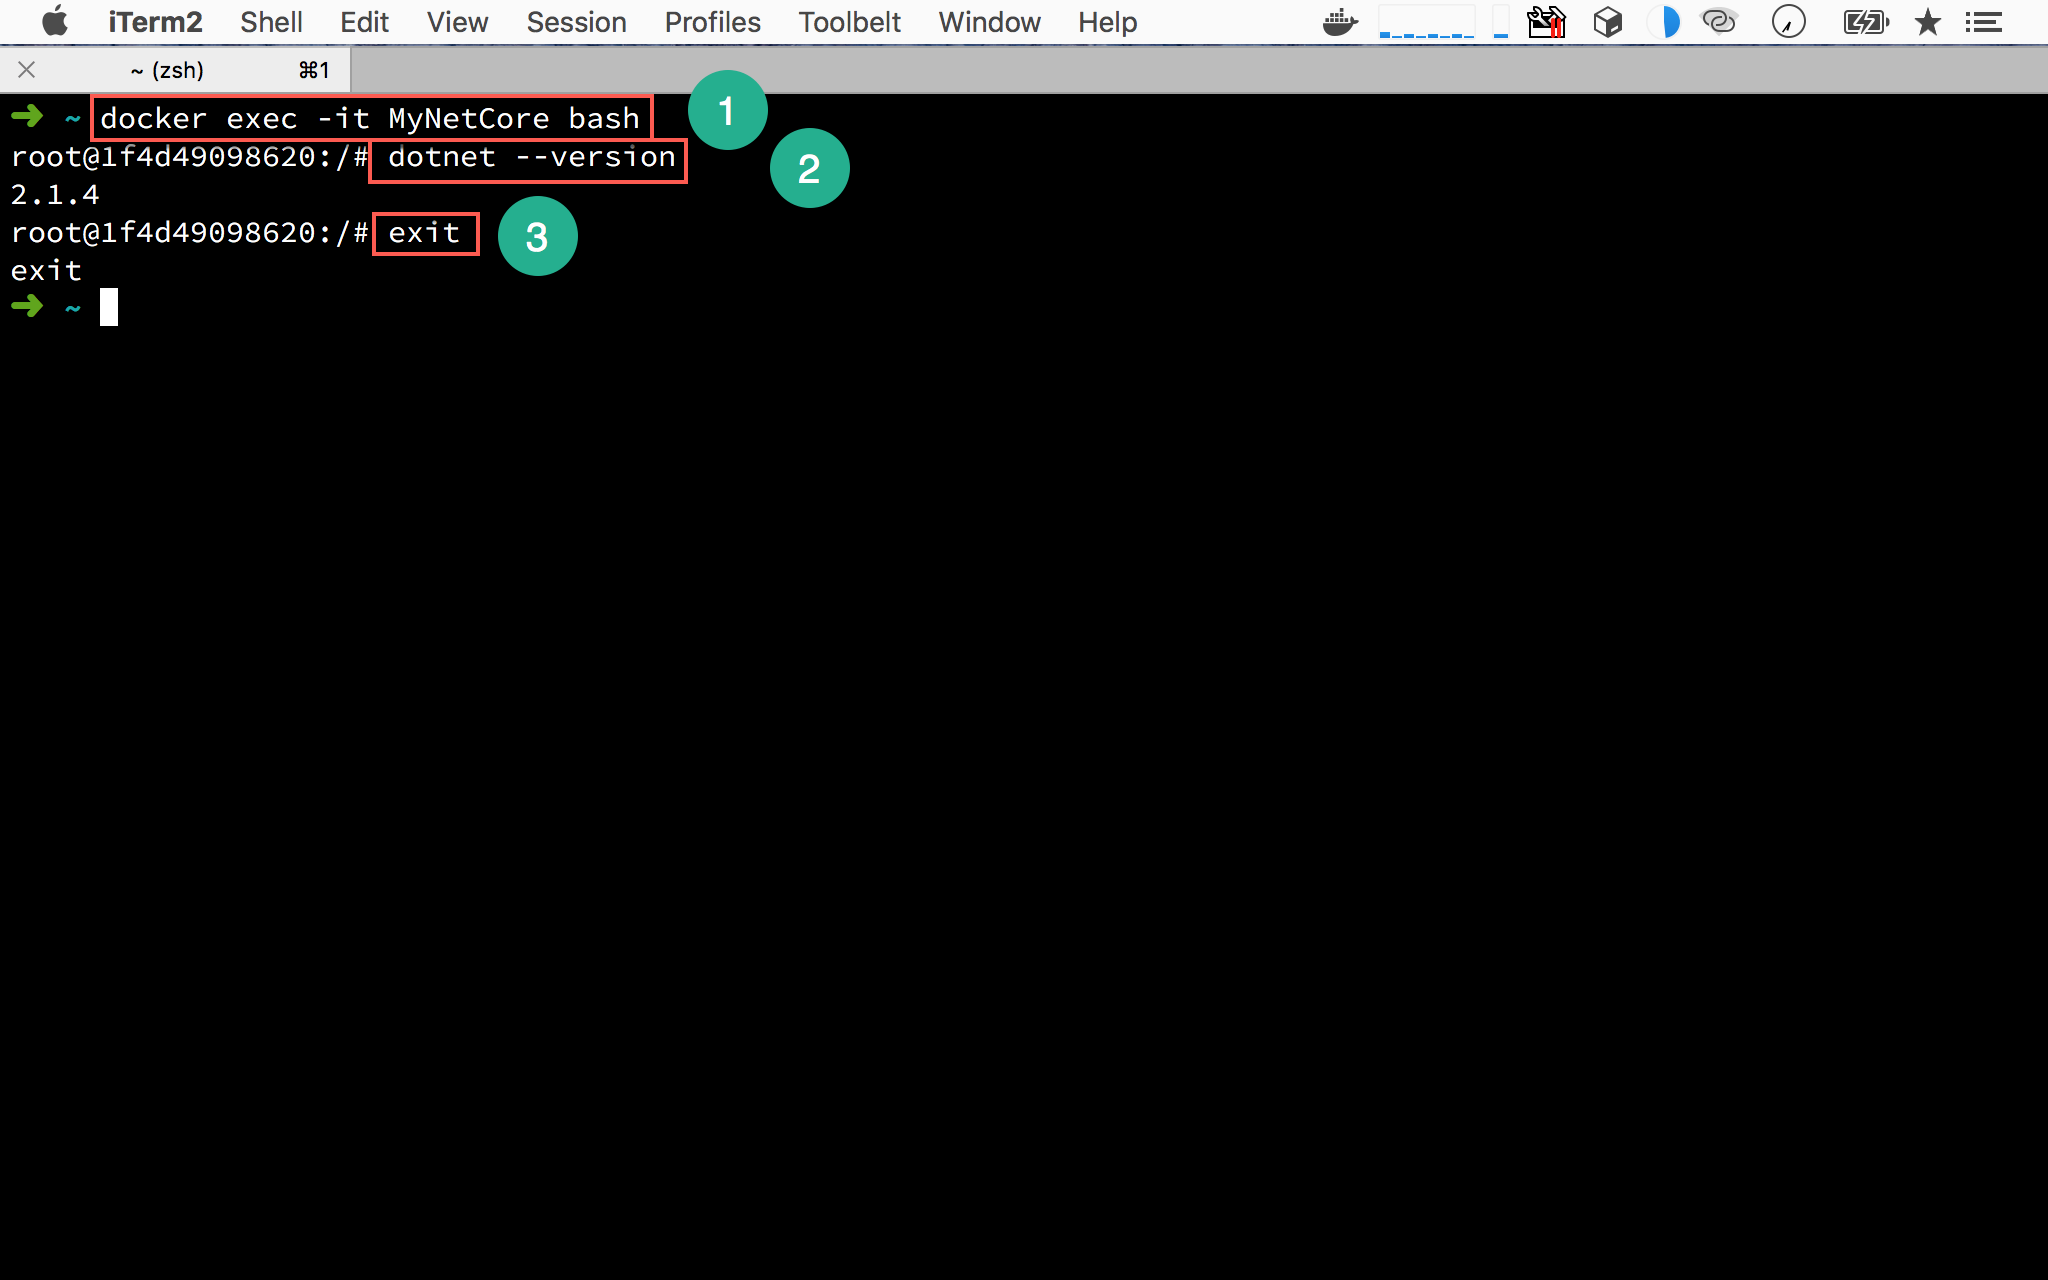 iTerm2 Shell Edit View Session Profiles Toolbelt Window Help
~ (zsh) ⌘1
➜ ~ docker exec -it MyNetCore bash 1
root@1f4d49098620:/# dotnet --version 2
2.1.4
root@1f4d49098620:/# exit 3
exit
➜ ~